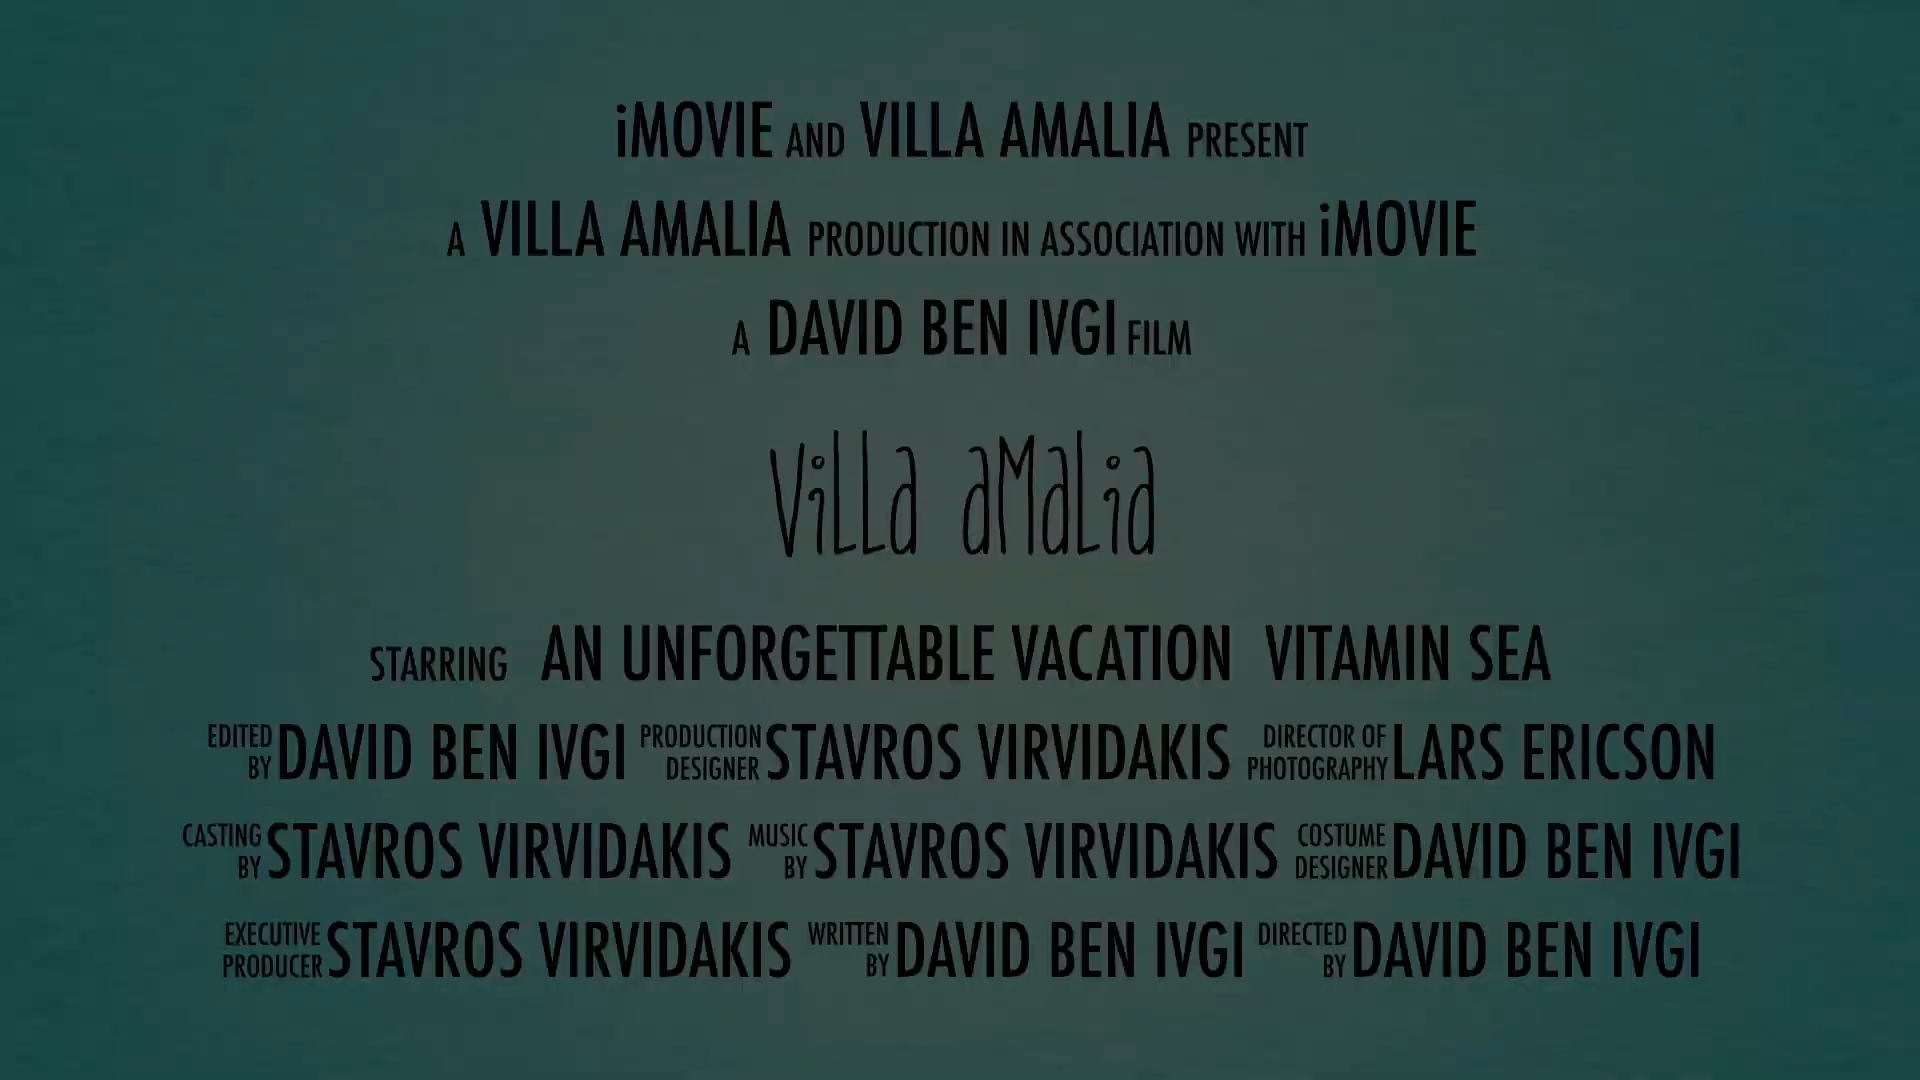 iMOVIE AND VILLA AMALIA PRESENT
A VILLA AMALIA PRODUCTION IN ASSOCIATION WITH iMOVIE
A DAVID BEN IVGI FILM
Villa aMaLia
STARRING AN UNFORGETTABLE VACATION VITAMIN SEA
EDITED BY DAVID BEN IVGI PRODUCTION DESIGNER STAVROS VIRVIDAKIS DIRECTOR OF PHOTOGRAPHY LARS ERICSON
CASTING BY STAVROS VIRVIDAKIS MUSIC BY STAVROS VIRVIDAKIS COSTUME DESIGNER DAVID BEN IVGI
EXECUTIVE PRODUCER STAVROS VIRVIDAKIS WRITTEN BY DAVID BEN IVGI DIRECTED BY DAVID BEN IVGI